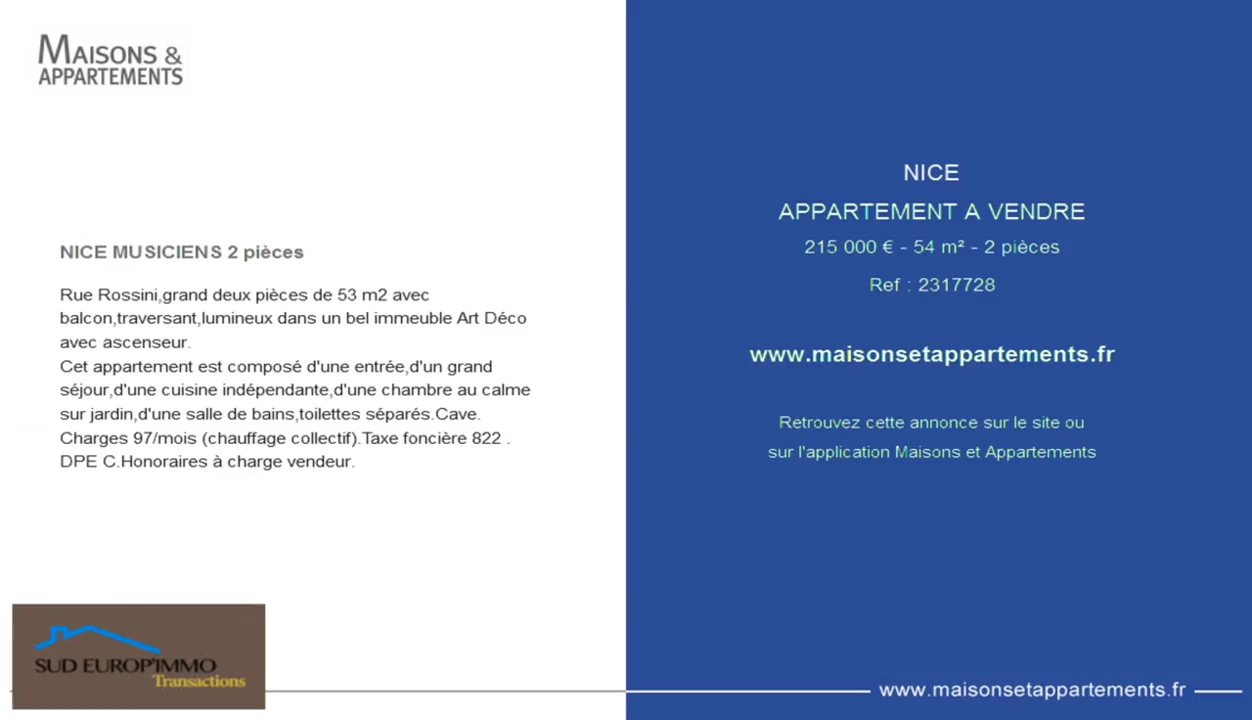 MAISONS &
APPARTEMENTS
NICE MUSICIENS 2 pièces
Rue Rossini,grand deux pièces de 53 m2 avec
balcon,traversant,lumineux dans un bel immeuble Art Déco
avec ascenseur.
Cet appartement est composé d'une entrée,d'un grand
séjour,d'une cuisine indépendante,d'une chambre au calme
sur jardin,d'une salle de bains,toilettes séparés.Cave.
Charges 97/mois (chauffage collectif).Taxe foncière 822 .
DPE C.Honoraires à charge vendeur.
SUD EUROP'IMMO
Transactions
NICE
APPARTEMENT A VENDRE
215 000 € - 54 m² - 2 pièces
Ref : 2317728
www.maisonsetappartements.fr
Retrouvez cette annonce sur le site ou
sur l'application Maisons et Appartements
www.maisonsetappartements.fr